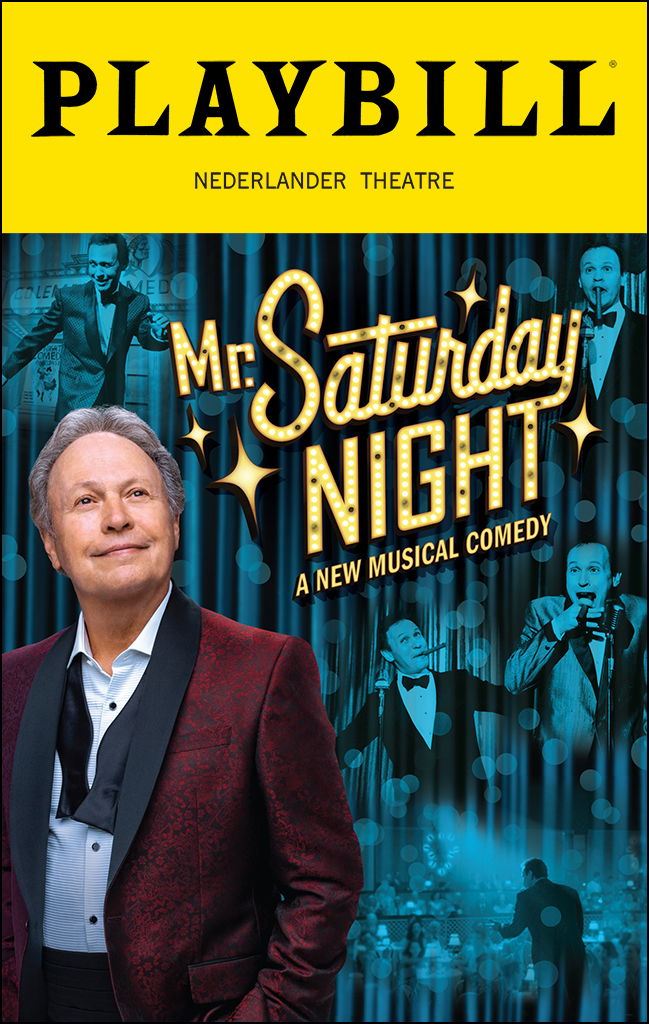 PLAYBILL®
NEDERLANDER THEATRE
Mr. Saturday
NIGHT
A NEW MUSICAL COMEDY